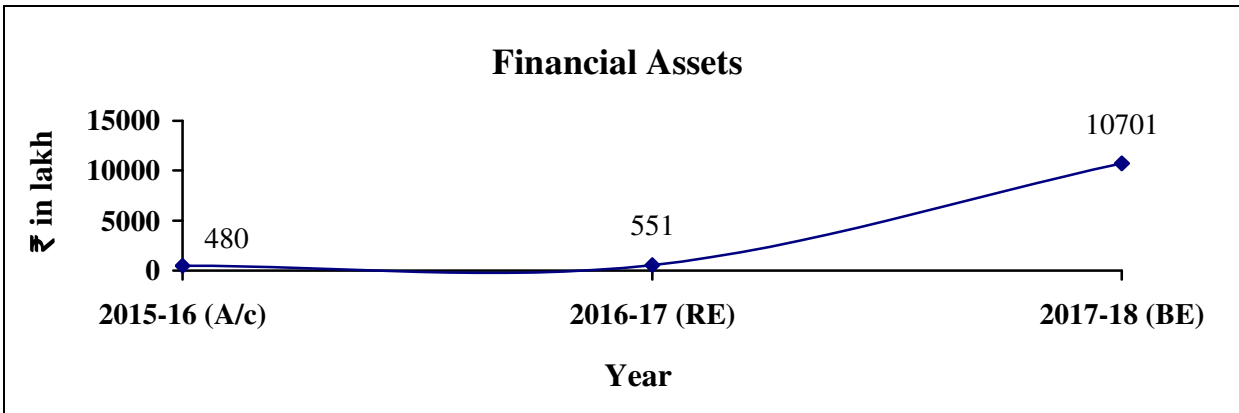 Financial Assets
15000
10000
5000
0
₹ in lakh
480
551
10701
2015-16 (A/c)
2016-17 (RE)
2017-18 (BE)
Year